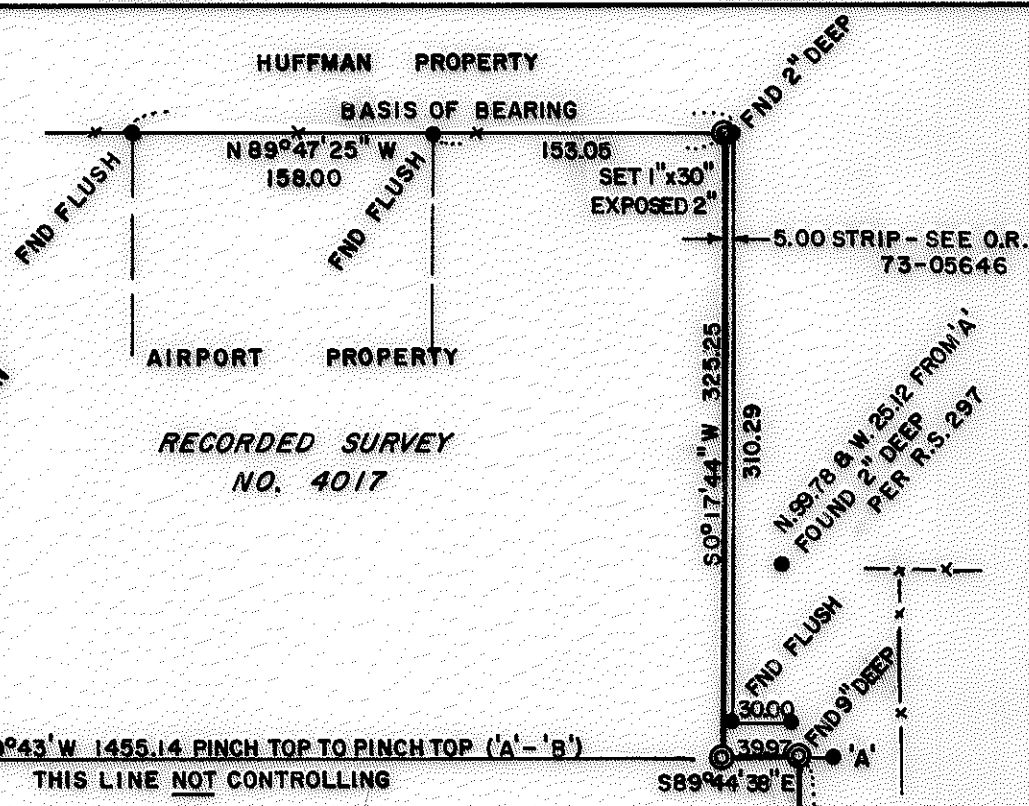 HUFFMAN PROPERTY
BASIS OF BEARING
FND 2" DEEP
N 89°47'25" W
153.05
158.00
SET 1"x30"
EXPOSED 2"
FND FLUSH
FND FLUSH
5.00 STRIP - SEE O.R.
73-05646
AIRPORT PROPERTY
S0°17'44" W 325.25
310.29
N. 99.78 & W. 25.12 FROM 'A'
FOUND 2" DEEP
PER R.S. 297
RECORDED SURVEY
NO. 4017
FND FLUSH
30.00
FND 9" DEEP
°43' W 1455.14 PINCH TOP TO PINCH TOP ('A' - 'B')
39.97
'A'
THIS LINE NOT CONTROLLING
S89°44'38" E